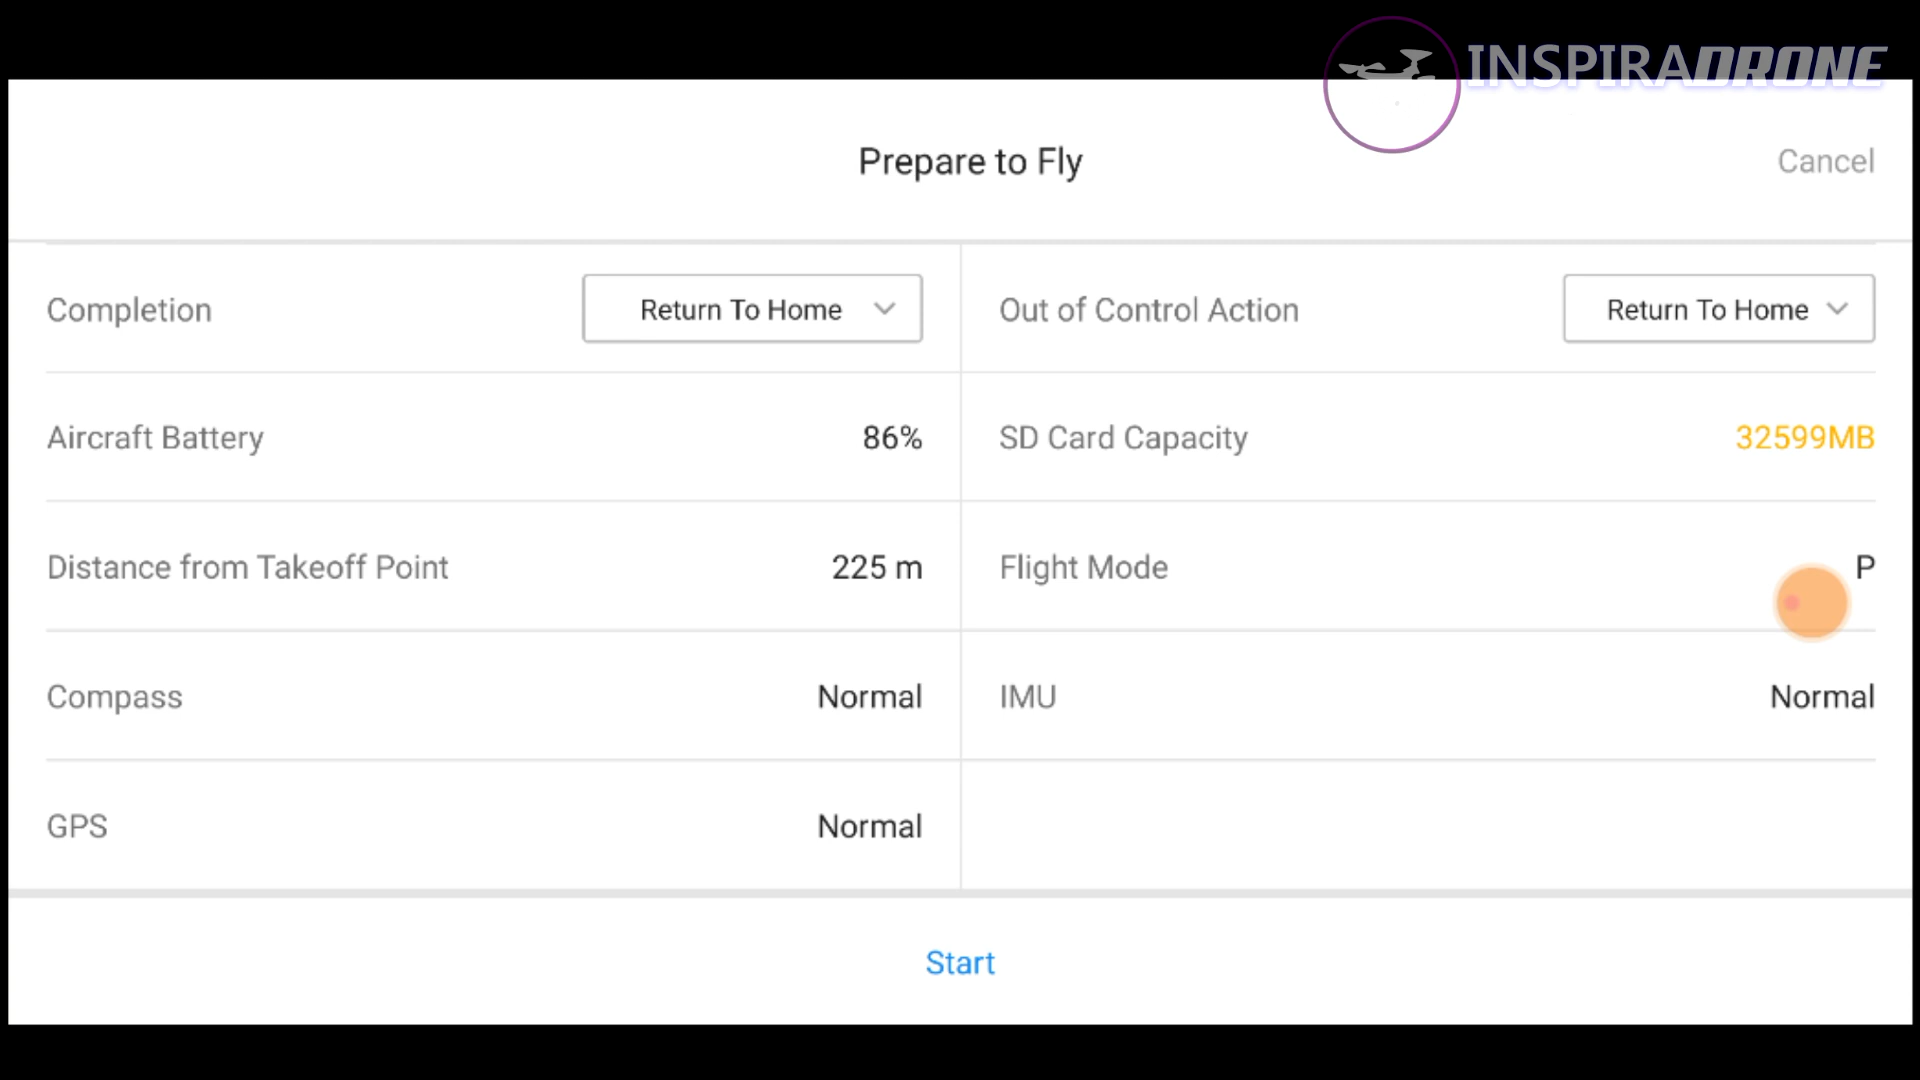 INSPIRADRONE
Prepare to Fly
Cancel
Completion Return To Home Out of Control Action Return To Home
Aircraft Battery 86% SD Card Capacity 32599MB
Distance from Takeoff Point 225 m Flight Mode P
Compass Normal IMU Normal
GPS Normal
Start